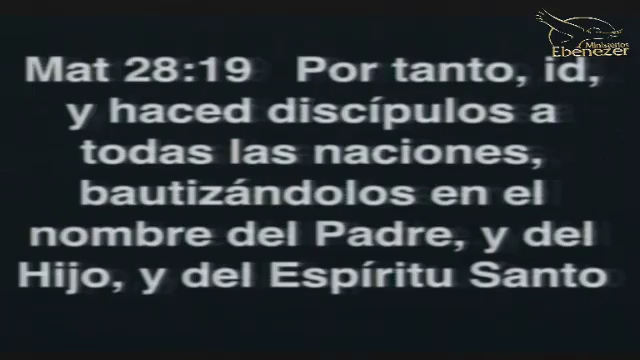 Ministerios
Ebenezer
Mat 28:19 Por tanto, id,
y haced discípulos a
todas las naciones,
bautizándolos en el
nombre del Padre, y del
Hijo, y del Espíritu Santo